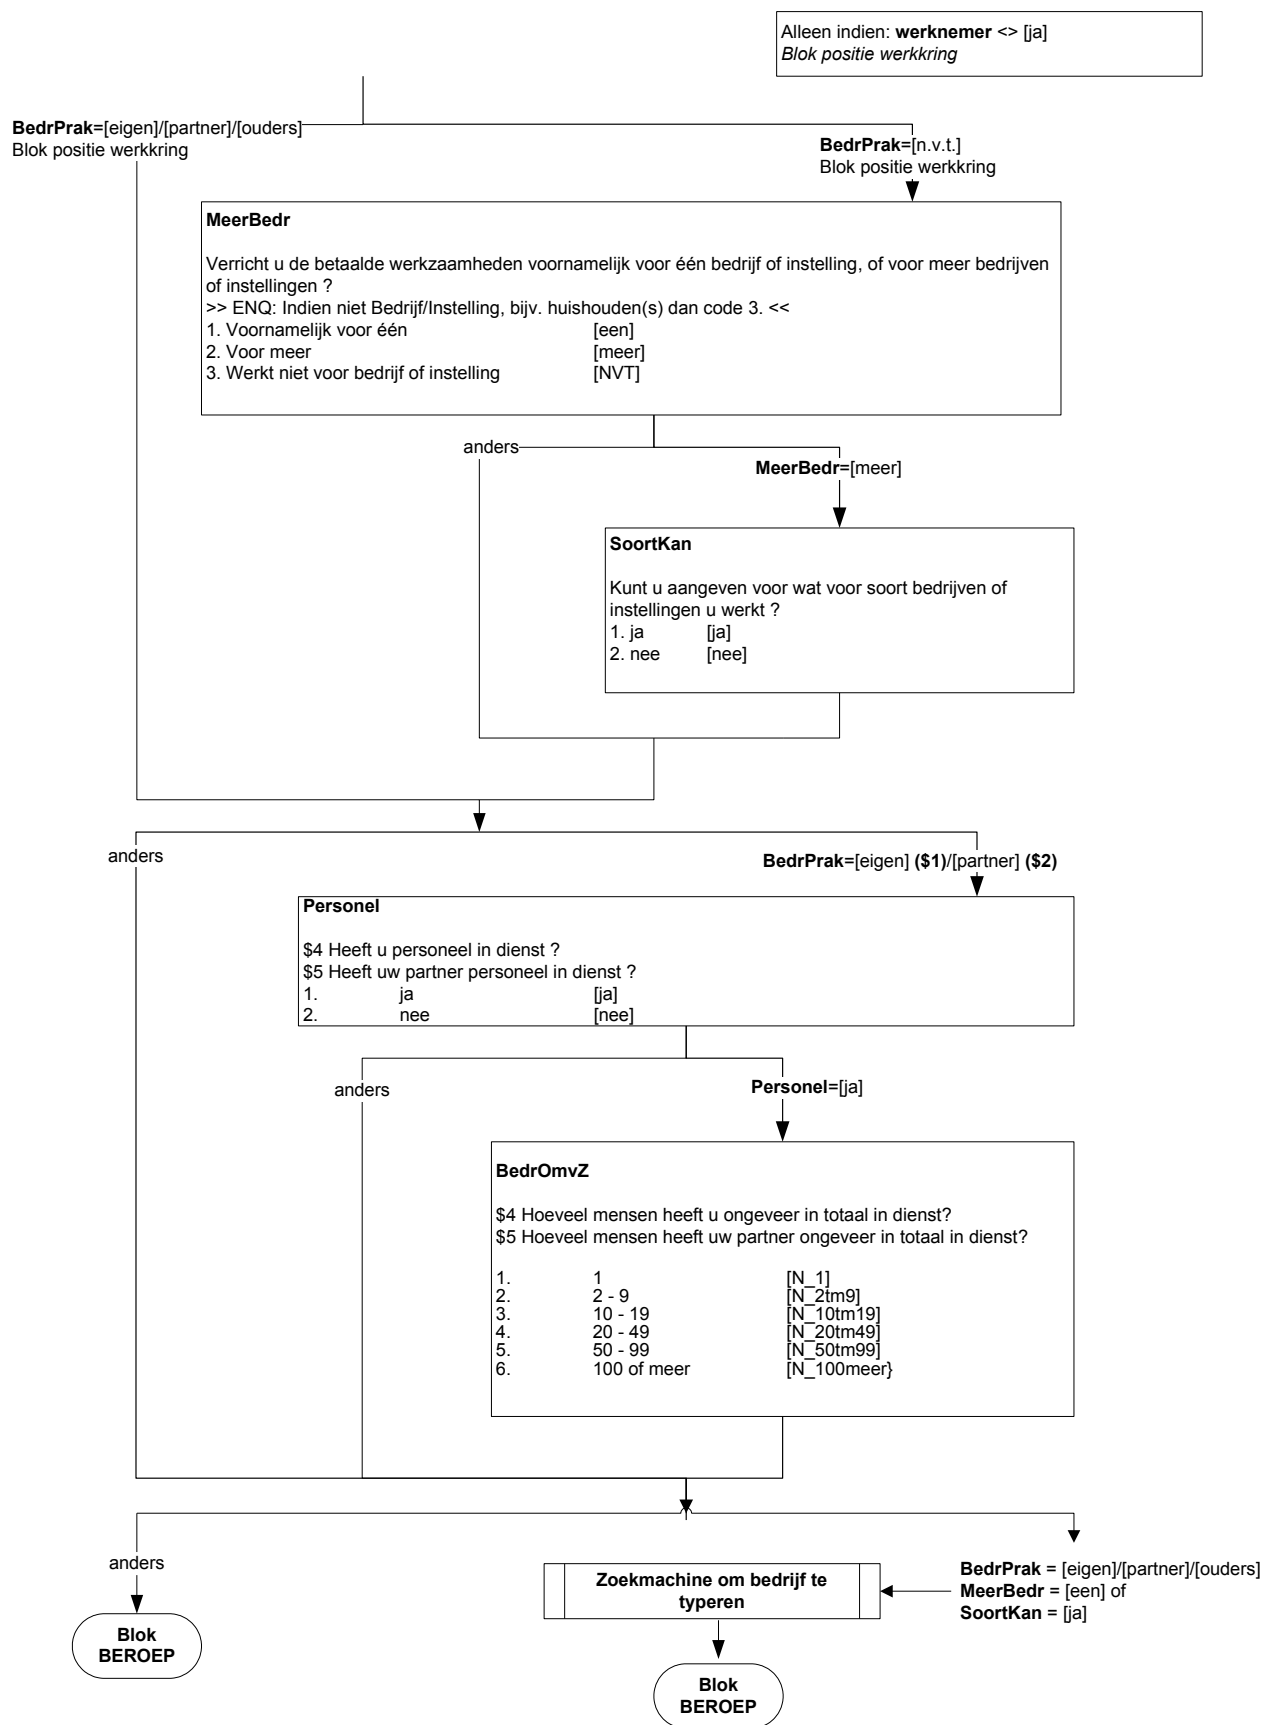 Alleen indien: werknemer <> [ja]
Blok positie werkkring
BedrPrak=[eigen]/[partner]/[ouders]
Blok positie werkkring
BedrPrak=[n.v.t.]
Blok positie werkkring
MeerBedr
Verricht u de betaalde werkzaamheden voornamelijk voor één bedrijf of instelling, of voor meer bedrijven
of instellingen ?
>> ENQ: Indien niet Bedrijf/Instelling, bijv. huishouden(s) dan code 3. <<
1. Voornamelijk voor één [een]
2. Voor meer [meer]
3. Werkt niet voor bedrijf of instelling [NVT]
anders
MeerBedr=[meer]
SoortKan
Kunt u aangeven voor wat voor soort bedrijven of
instellingen u werkt ?
1. ja [ja]
2. nee [nee]
anders
BedrPrak=[eigen] ($1)/[partner] ($2)
Personel
$4 Heeft u personeel in dienst ?
$5 Heeft uw partner personeel in dienst ?
1. ja [ja]
2. nee [nee]
anders
Personel=[ja]
BedrOmvZ
$4 Hoeveel mensen heeft u ongeveer in totaal in dienst?
$5 Hoeveel mensen heeft uw partner ongeveer in totaal in dienst?
1. 1 [N_1]
2. 2 - 9 [N_2tm9]
3. 10 - 19 [N_10tm19]
4. 20 - 49 [N_20tm49]
5. 50 - 99 [N_50tm99]
6. 100 of meer [N_100meer}
anders
Zoekmachine om bedrijf te
typeren
BedrPrak = [eigen]/[partner]/[ouders]
MeerBedr = [een] of
SoortKan = [ja]
Blok
BEROEP
Blok
BEROEP